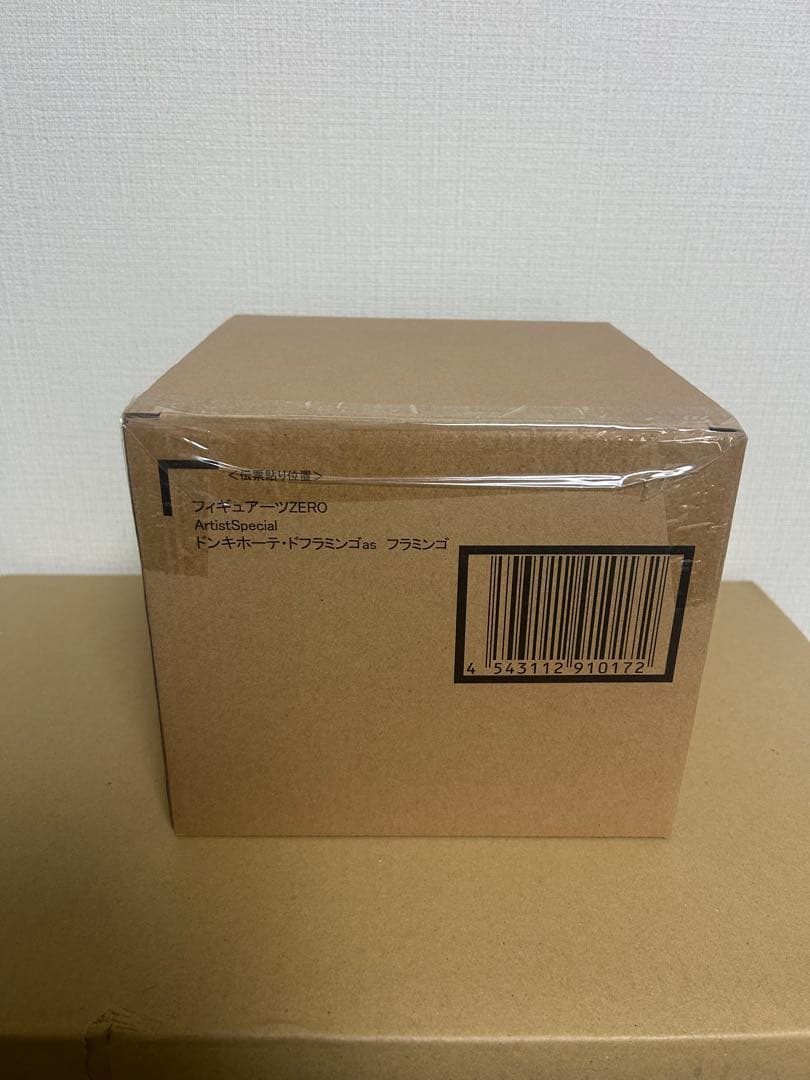 ＜伝票貼り位置＞
フィギュアーツZERO
ArtistSpecial
ドンキホーテ・ドフラミンゴas フラミンゴ
4 543112 910172